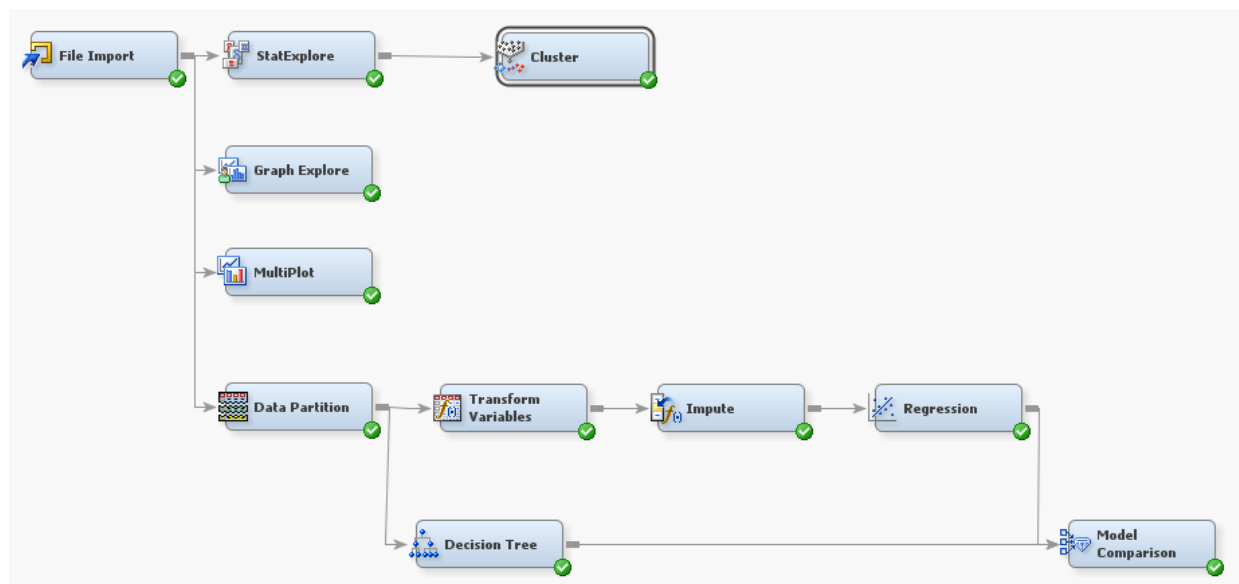 File Import
StatExplore
Cluster
Graph Explore
MultiPlot
Data Partition
Transform
Variables
Impute
Regression
Decision Tree
Model
Comparison